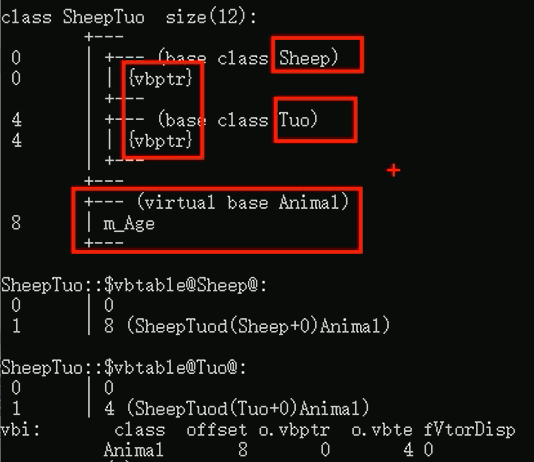 class SheepTuo  size(12):
        +---
 0      | +--- (base class Sheep)
 0      | | {vbptr}
        | +---
 4      | +--- (base class Tuo)
 4      | | {vbptr}
        | +---
        +---
        +--- (virtual base Animal)
 8      | m_Age
        +---
SheepTuo::$vbtable@Sheep@:
 0      | 0
 1      | 8 (SheepTuod(Sheep+0)Animal)
SheepTuo::$vbtable@Tuo@:
 0      | 0
 1      | 4 (SheepTuod(Tuo+0)Animal)
vbi:       class  offset o.vbptr  o.vbte fVtorDisp
          Animal       8       0       4 0